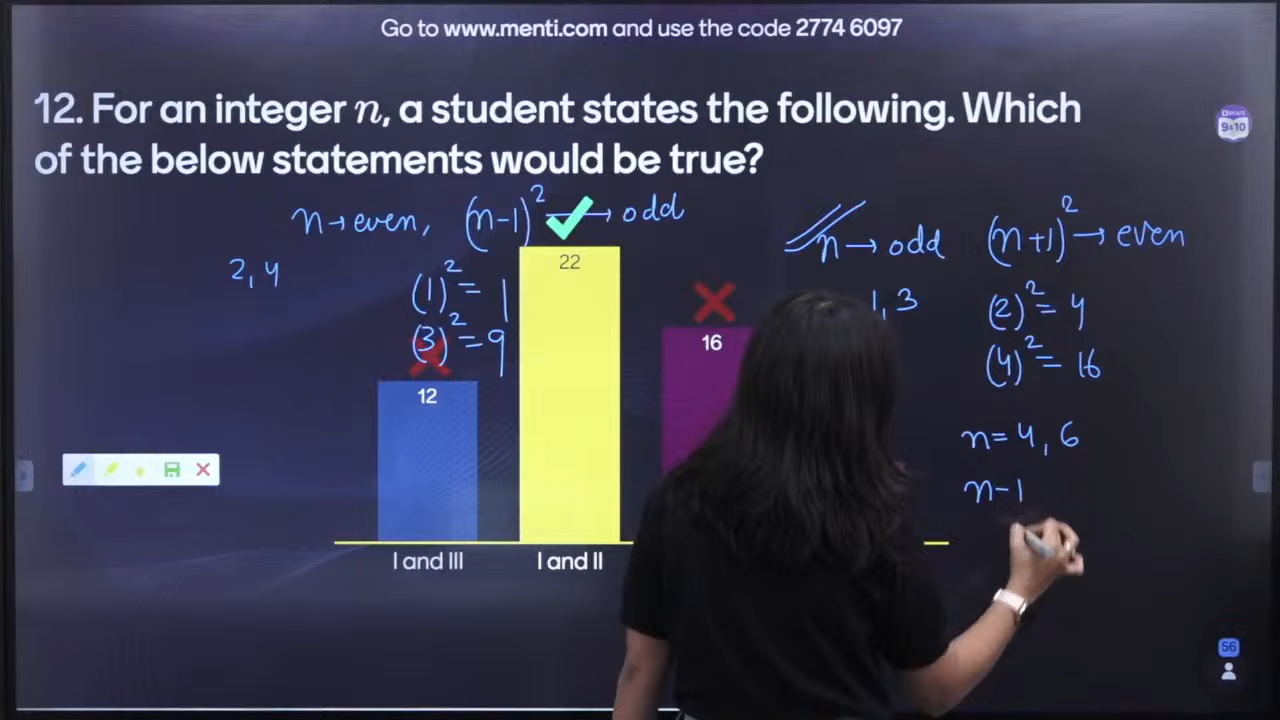 Go to www.menti.com and use the code 2774 6097
12. For an integer n, a student states the following. Which
of the below statements would be true?
n→even, (n-1)² → odd
n → odd (n+1)² → even
2, 4
(1)² = 1
(3)² = 9
1, 3
(2)² = 4
(4)² = 16
n = 4, 6
n-1
12
22
16
I and III
I and II
9&10
56